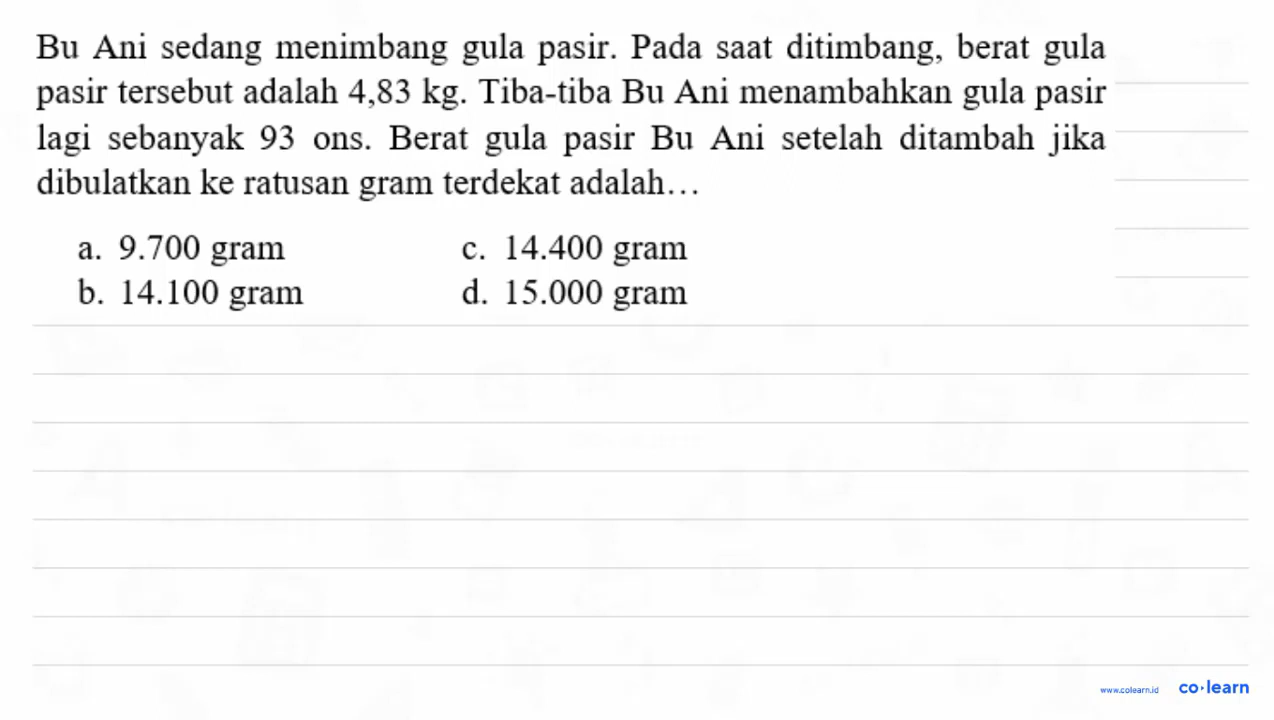 Bu Ani sedang menimbang gula pasir. Pada saat ditimbang, berat gula
pasir tersebut adalah 4,83 kg. Tiba-tiba Bu Ani menambahkan gula pasir
lagi sebanyak 93 ons. Berat gula pasir Bu Ani setelah ditambah jika
dibulatkan ke ratusan gram terdekat adalah…
a. 9.700 gram c. 14.400 gram
b. 14.100 gram d. 15.000 gram
www.colearn.id co·learn